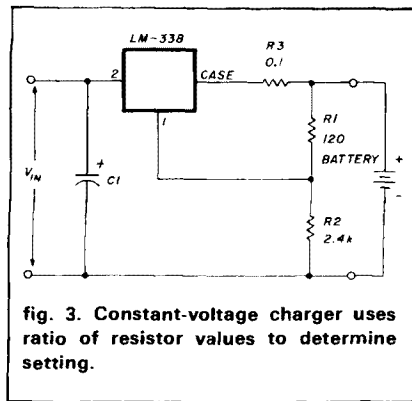 LM-338
2
CASE
1
R3
0.1
R1
120
BATTERY
+
-
VIN
+
C1
R2
2.4k
fig. 3. Constant-voltage charger uses
ratio of resistor values to determine
setting.